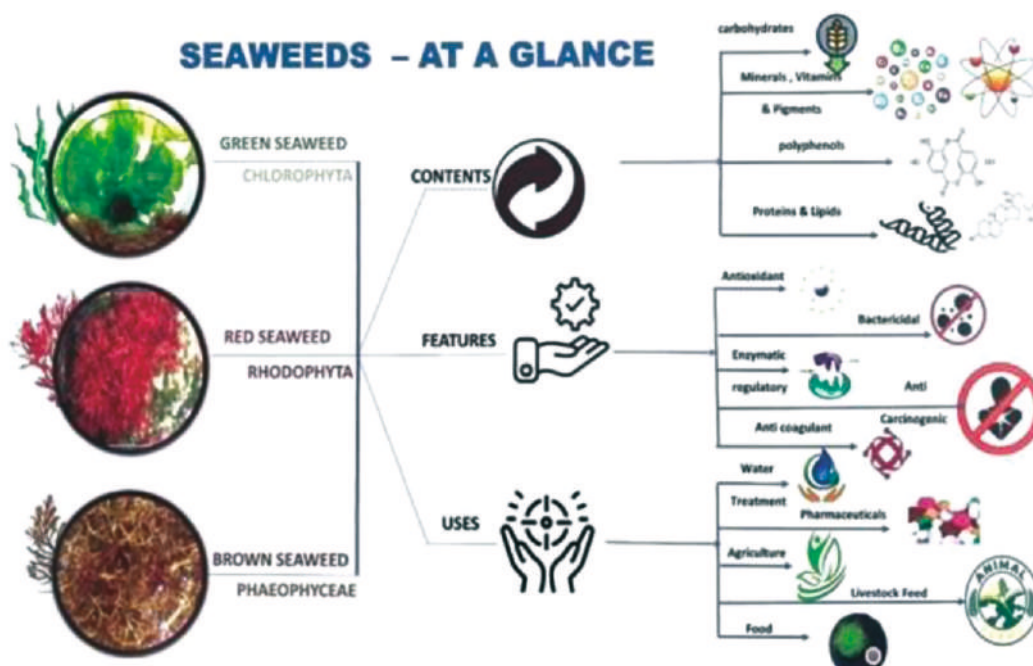 SEAWEEDS – AT A GLANCE
GREEN SEAWEED
CHLOROPHYTA
RED SEAWEED
RHODOPHYTA
BROWN SEAWEED
PHAEOPHYCEAE
CONTENTS
FEATURES
USES
carbohydrates
Minerals , Vitamins
& Pigments
polyphenols
Proteins & Lipids
Antioxidant
Bactericidal
Enzymatic
regulatory
Anti
Carcinogenic
Anti coagulant
Water
Treatment
Pharmaceuticals
Agriculture
Livestock Feed
ANIMAL
Food